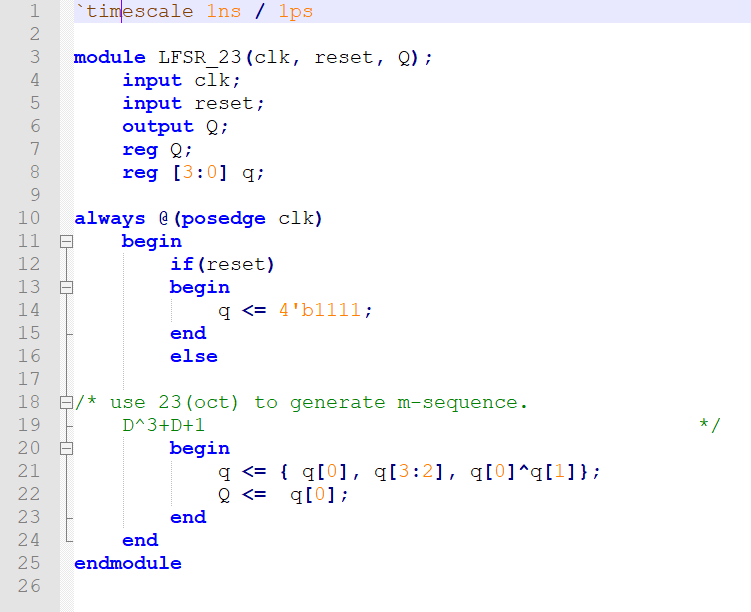 1 `timescale 1ns / 1ps
2
3 module LFSR_23(clk, reset, Q);
4 input clk;
5 input reset;
6 output Q;
7 reg Q;
8 reg [3:0] q;
9
10 always @(posedge clk)
11 begin
12 if(reset)
13 begin
14 q <= 4'b1111;
15 end
16 else
17
18 /* use 23(oct) to generate m-sequence.
19 D^3+D+1 */
20 begin
21 q <= { q[0], q[3:2], q[0]^q[1]};
22 Q <= q[0];
23 end
24 end
25 endmodule
26